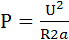 P = U²/R2a